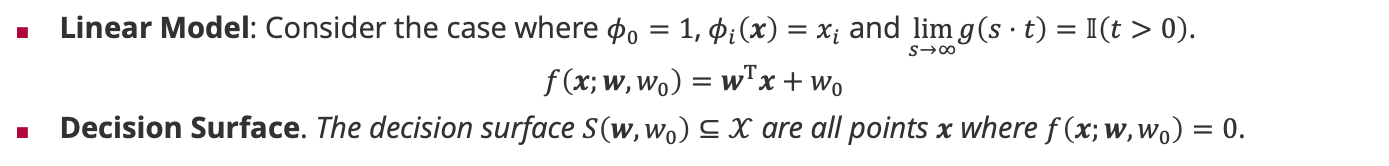 ▪ Linear Model: Consider the case where ϕ₀ = 1, ϕᵢ(𝒙) = xᵢ and lim_{s→∞} g(s · t) = 𝕀(t > 0).
f(𝒙; 𝒘, w₀) = 𝒘ᵀ𝒙 + w₀
▪ Decision Surface. The decision surface S(𝒘, w₀) ⊆ 𝒳 are all points 𝒙 where f(𝒙; 𝒘, w₀) = 0.